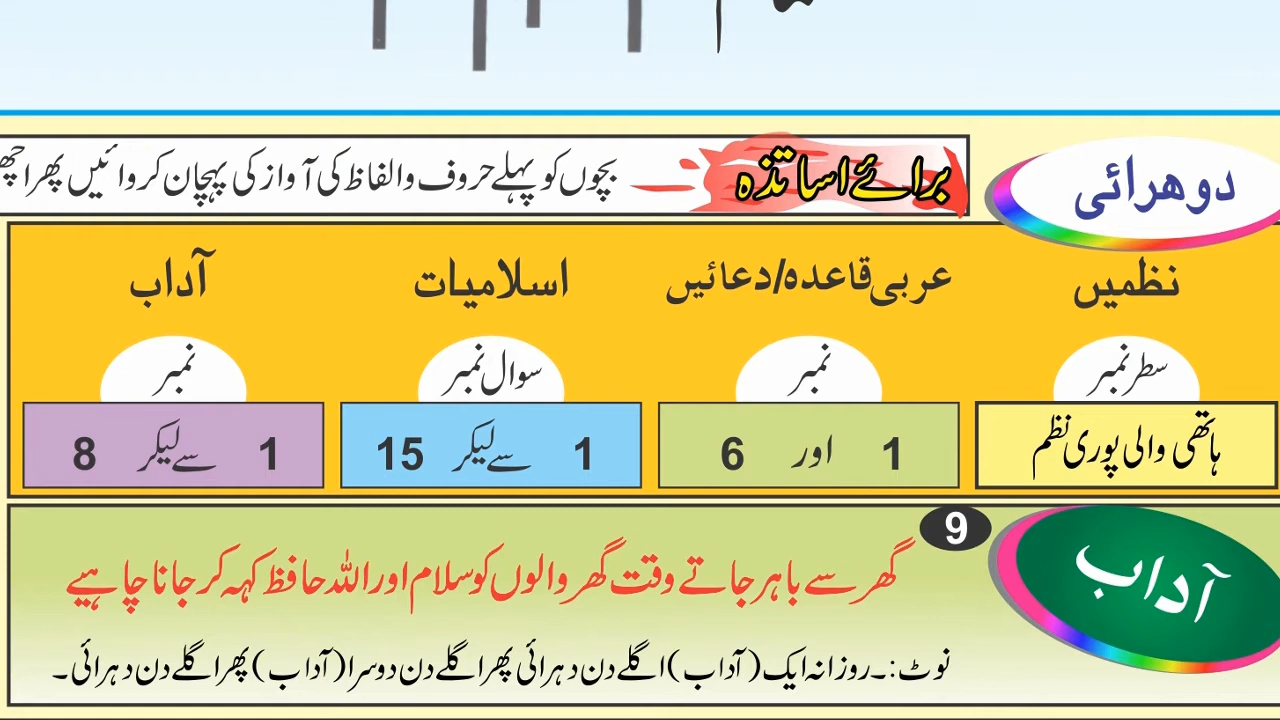 دوھرائی
برائے اساتذہ بچوں کو پہلے حروف والفاظ کی آواز کی پہچان کروائیں پھر
نظمیں عربی قاعدہ/دعائیں اسلامیات آداب
سطر نمبر نمبر سوال نمبر نمبر
ہاتھی والی پوری نظم 1 اور 6 1 سے لیکر 15 1 سے لیکر 8
آداب
9 گھر سے باہر جاتے وقت گھر والوں کو سلام اور اللہ حافظ کہہ کر جانا چاہیے
نوٹ:۔ روزانہ ایک (آداب) اگلے دن دہرائی پھر اگلے دن دوسرا (آداب) پھر اگلے دن دہرائی۔